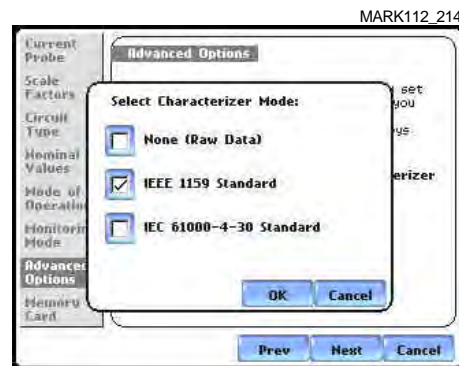 MARK112_214
Current
Probe
Scale
Factors
Circuit
Type
Nominal
Values
Mode of
Monitoring
Mode
Advanced
Options
Memory
Card
Advanced Options
set
you
Select Characterizer Mode:
None (Raw Data)
IEEE 1159 Standard
IEC 61000-4-30 Standard
OK Cancel
Prev Next Cancel